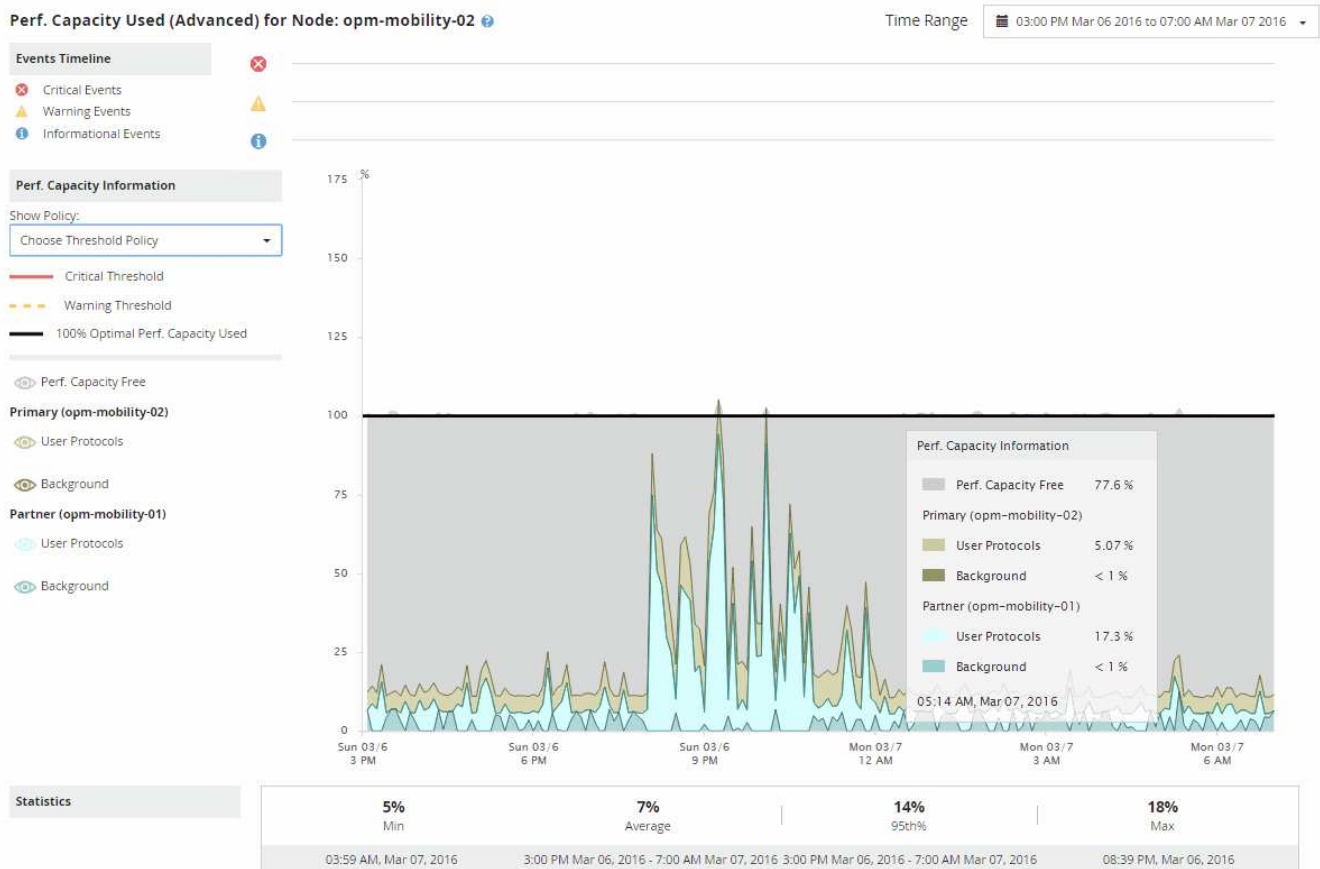 Perf. Capacity Used (Advanced) for Node: opm-mobility-02 ?
Time Range 03:00 PM Mar 06 2016 to 07:00 AM Mar 07 2016
Events Timeline
Critical Events
Warning Events
Informational Events
Perf. Capacity Information
Show Policy:
Choose Threshold Policy
Critical Threshold
Warning Threshold
100% Optimal Perf. Capacity Used
Perf. Capacity Free
Primary (opm-mobility-02)
User Protocols
Background
Partner (opm-mobility-01)
User Protocols
Background
%
175
150
125
100
75
50
25
0
Sun 03/6 Sun 03/6 Sun 03/6 Mon 03/7 Mon 03/7 Mon 03/7
3 PM 6 PM 9 PM 12 AM 3 AM 6 AM
Perf. Capacity Information
Perf. Capacity Free 77.6 %
Primary (opm-mobility-02)
User Protocols 5.07 %
Background < 1 %
Partner (opm-mobility-01)
User Protocols 17.3 %
Background < 1 %
05:14 AM, Mar 07, 2016
Statistics
5% 7% 14% 18%
Min Average 95th% Max
03:59 AM, Mar 07, 2016 3:00 PM Mar 06, 2016 - 7:00 AM Mar 07, 2016 3:00 PM Mar 06, 2016 - 7:00 AM Mar 07, 2016 08:39 PM, Mar 06, 2016